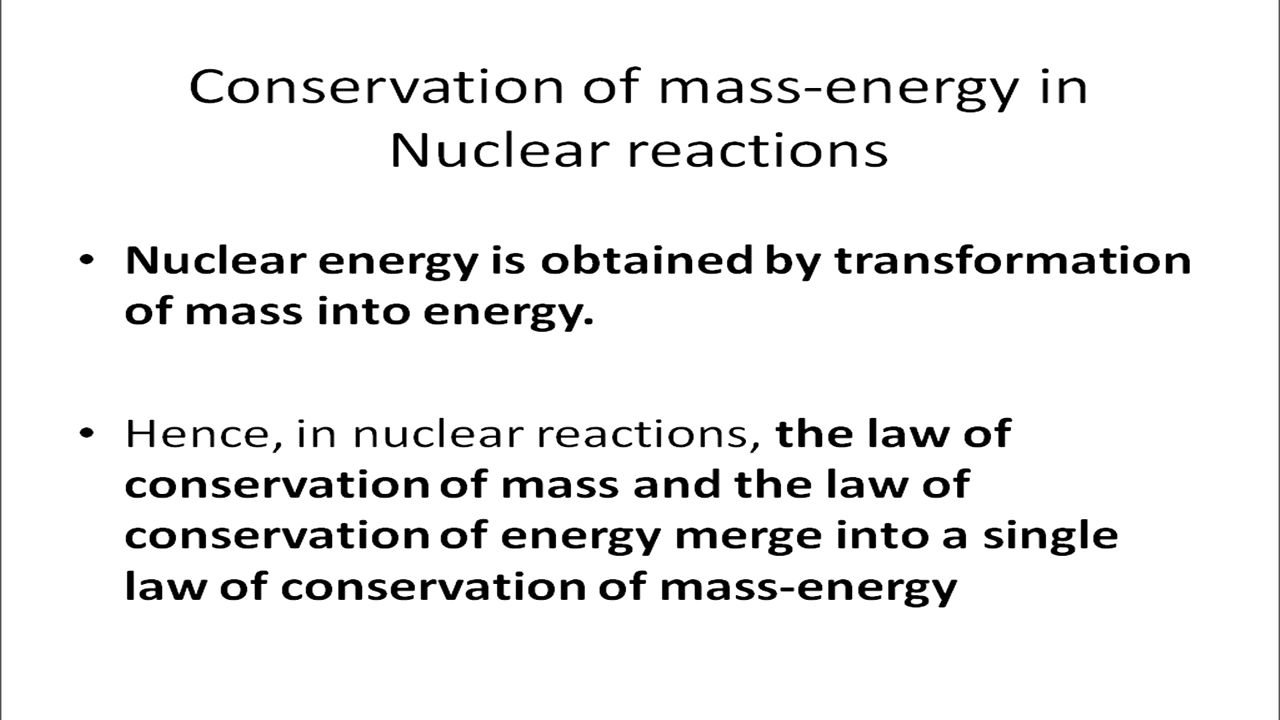 Conservation of mass-energy in
Nuclear reactions
• Nuclear energy is obtained by transformation
of mass into energy.
• Hence, in nuclear reactions, the law of
conservation of mass and the law of
conservation of energy merge into a single
law of conservation of mass-energy